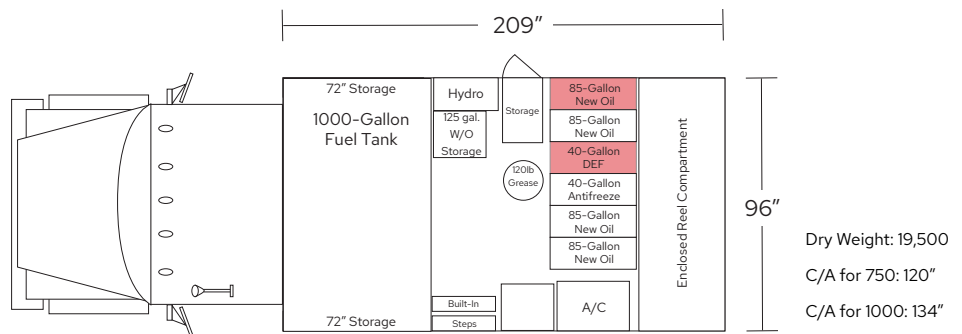 209”
72” Storage
1000-Gallon
Fuel Tank
72” Storage
Hydro
125 gal.
W/O
Storage
Storage
120lb
Grease
Built-In
Steps
85-Gallon
New Oil
85-Gallon
New Oil
40-Gallon
DEF
40-Gallon
Antifreeze
85-Gallon
New Oil
85-Gallon
New Oil
A/C
Enclosed Reel Compartment
96”
Dry Weight: 19,500
C/A for 750: 120”
C/A for 1000: 134”